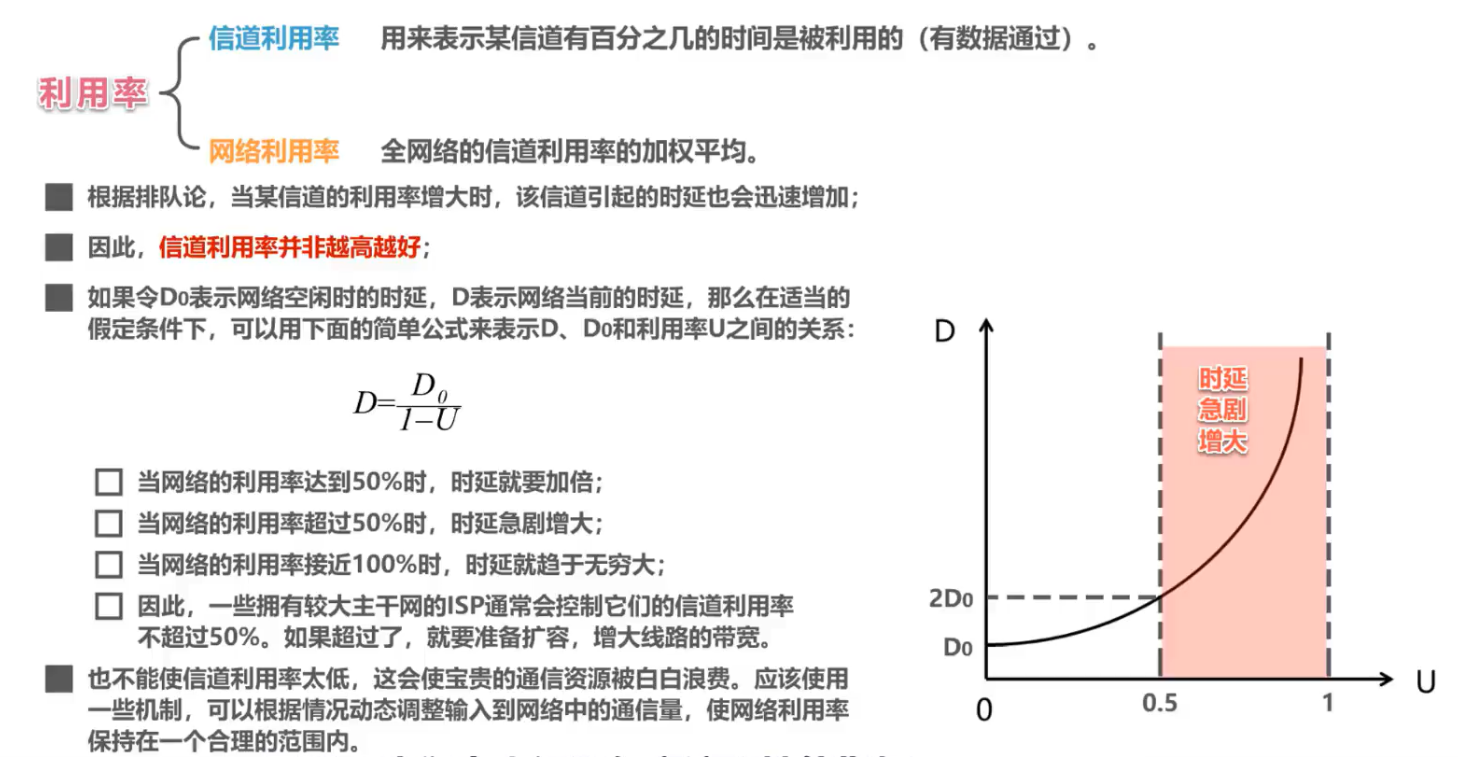 利用率
信道利用率 用来表示某信道有百分之几的时间是被利用的（有数据通过）。
网络利用率 全网络的信道利用率的加权平均。
根据排队论，当某信道的利用率增大时，该信道引起的时延也会迅速增加；
因此，信道利用率并非越高越好；
如果令D0表示网络空闲时的时延，D表示网络当前的时延，那么在适当的
假定条件下，可以用下面的简单公式来表示D、D0和利用率U之间的关系：
D=D0/1-U
当网络的利用率达到50%时，时延就要加倍；
当网络的利用率超过50%时，时延急剧增大；
当网络的利用率接近100%时，时延就趋于无穷大；
因此，一些拥有较大主干网的ISP通常会控制它们的信道利用率
不超过50%。如果超过了，就要准备扩容，增大线路的带宽。
也不能使信道利用率太低，这会使宝贵的通信资源被白白浪费。应该使用
一些机制，可以根据情况动态调整输入到网络中的通信量，使网络利用率
保持在一个合理的范围内。
D
时延
急剧
增大
2D0
D0
0
0.5
1
U